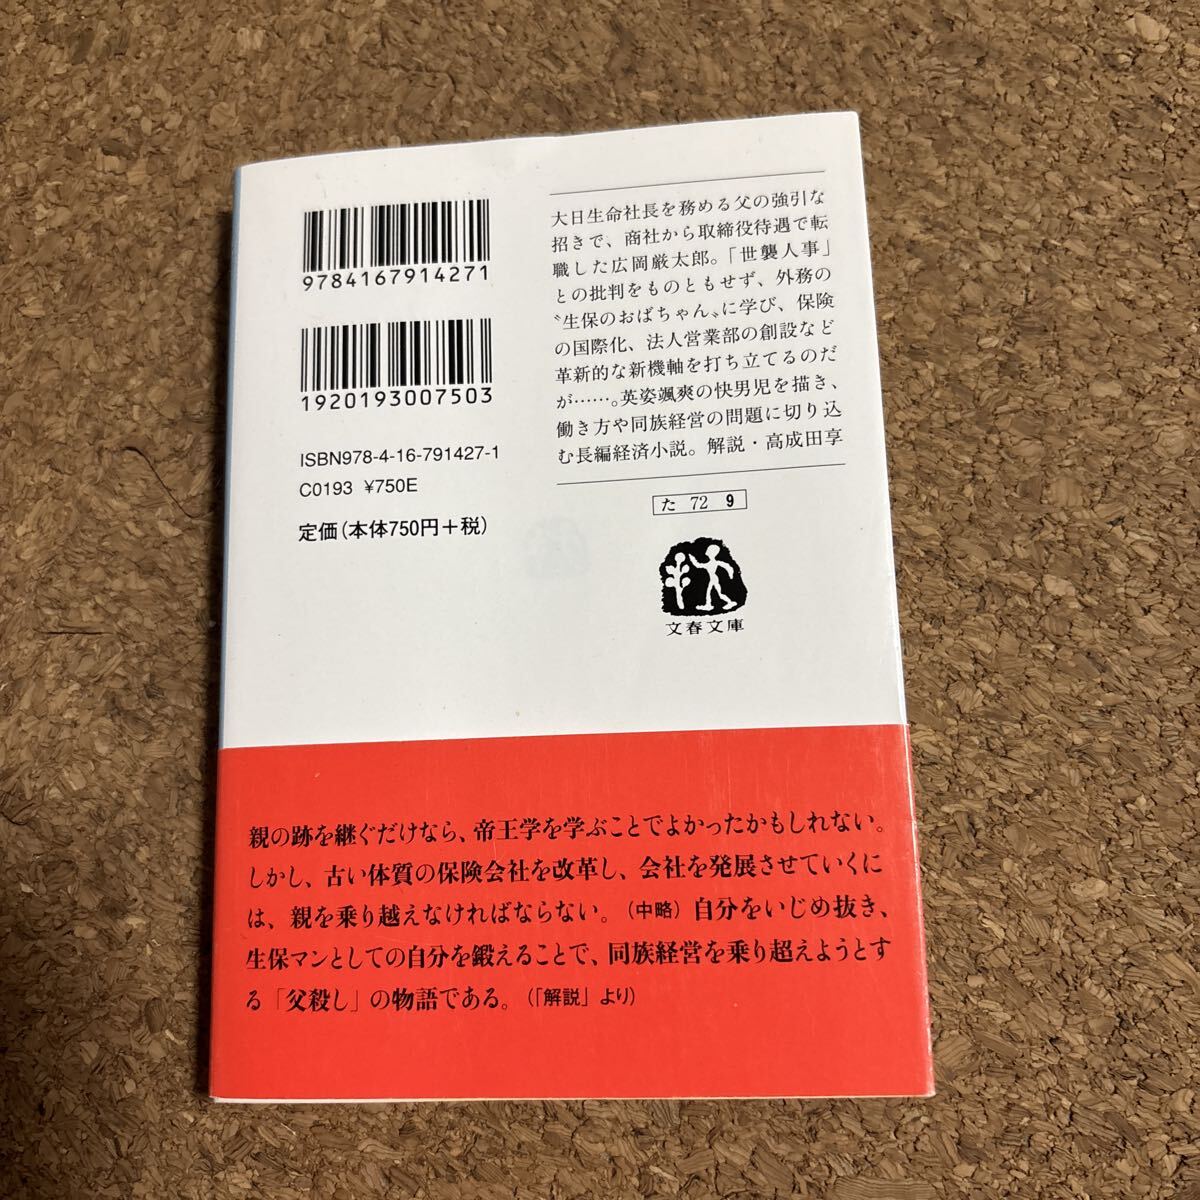 9784167914271
1920193007503
ISBN978-4-16-791427-1
C0193 ¥750E
定価(本体750円+税)
大日生命社長を務める父の強引な
招きで、商社から取締役待遇で転
職した広岡厳太郎。「世襲人事」
との批判をものともせず、外務の
〝生保のおばちゃん〟に学び、保険
の国際化、法人営業部の創設など
革新的な新機軸を打ち立てるのだ
が……。英姿颯爽の快男児を描き、
働き方や同族経営の問題に切り込
む長編経済小説。解説・高成田享
た 72 9
文春文庫
親の跡を継ぐだけなら、帝王学を学ぶことでよかったかもしれない。
しかし、古い体質の保険会社を改革し、会社を発展させていくに
は、親を乗り越えなければならない。(中略)自分をいじめ抜き、
生保マンとしての自分を鍛えることで、同族経営を乗り超えようとす
る「父殺し」の物語である。(「解説」より)